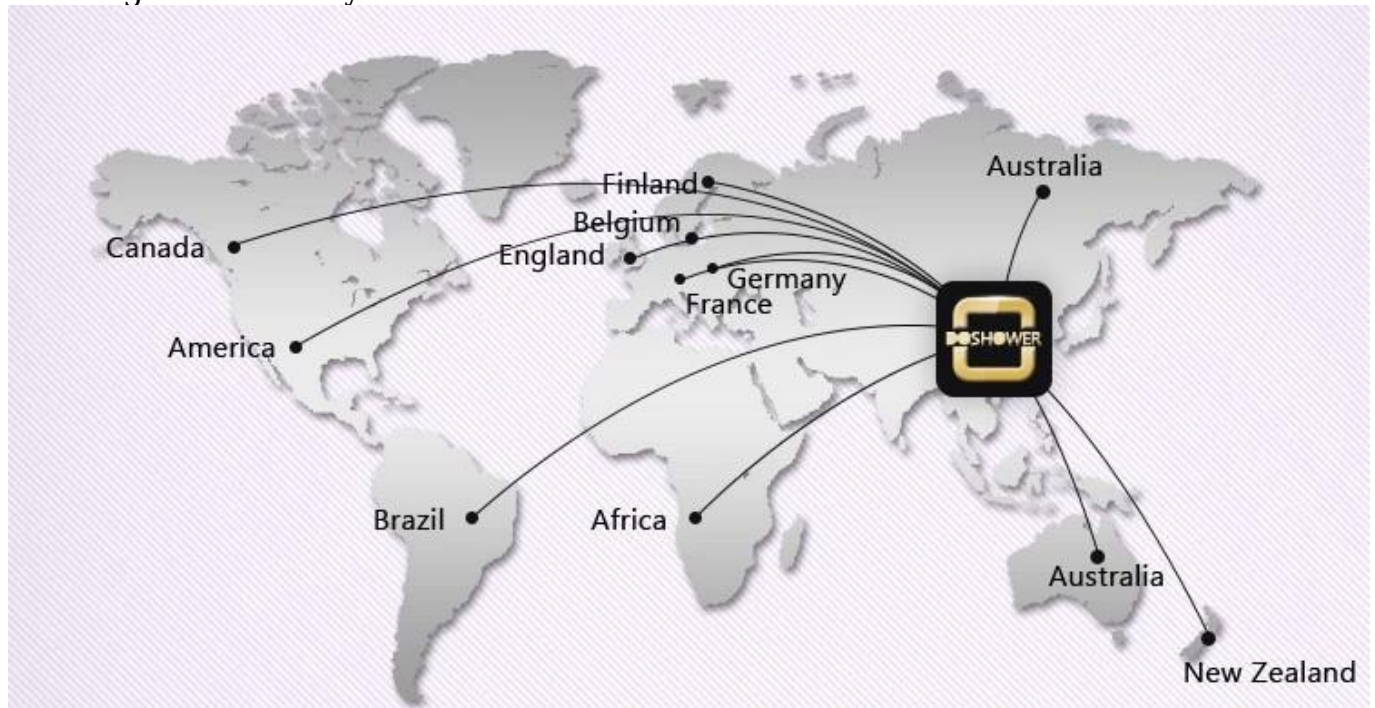 Australia
Finland
Belgium
Canada
England
Germany
France
DOSHOWER
America
Brazil
Africa
Australia
New Zealand